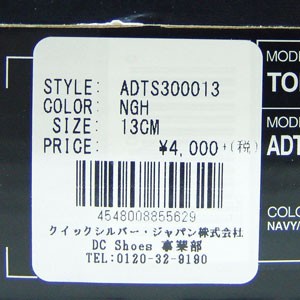 STYLE: ADTS300013
COLOR: NGH
SIZE: 13CM
PRICE: ¥4,000+(税)
4548008855629
クイックシルバー・ジャパン株式会社
DC Shoes 事業部
TEL:0120-32-9190
MODE
TO
MODE
ADT
COLO
NAVY/